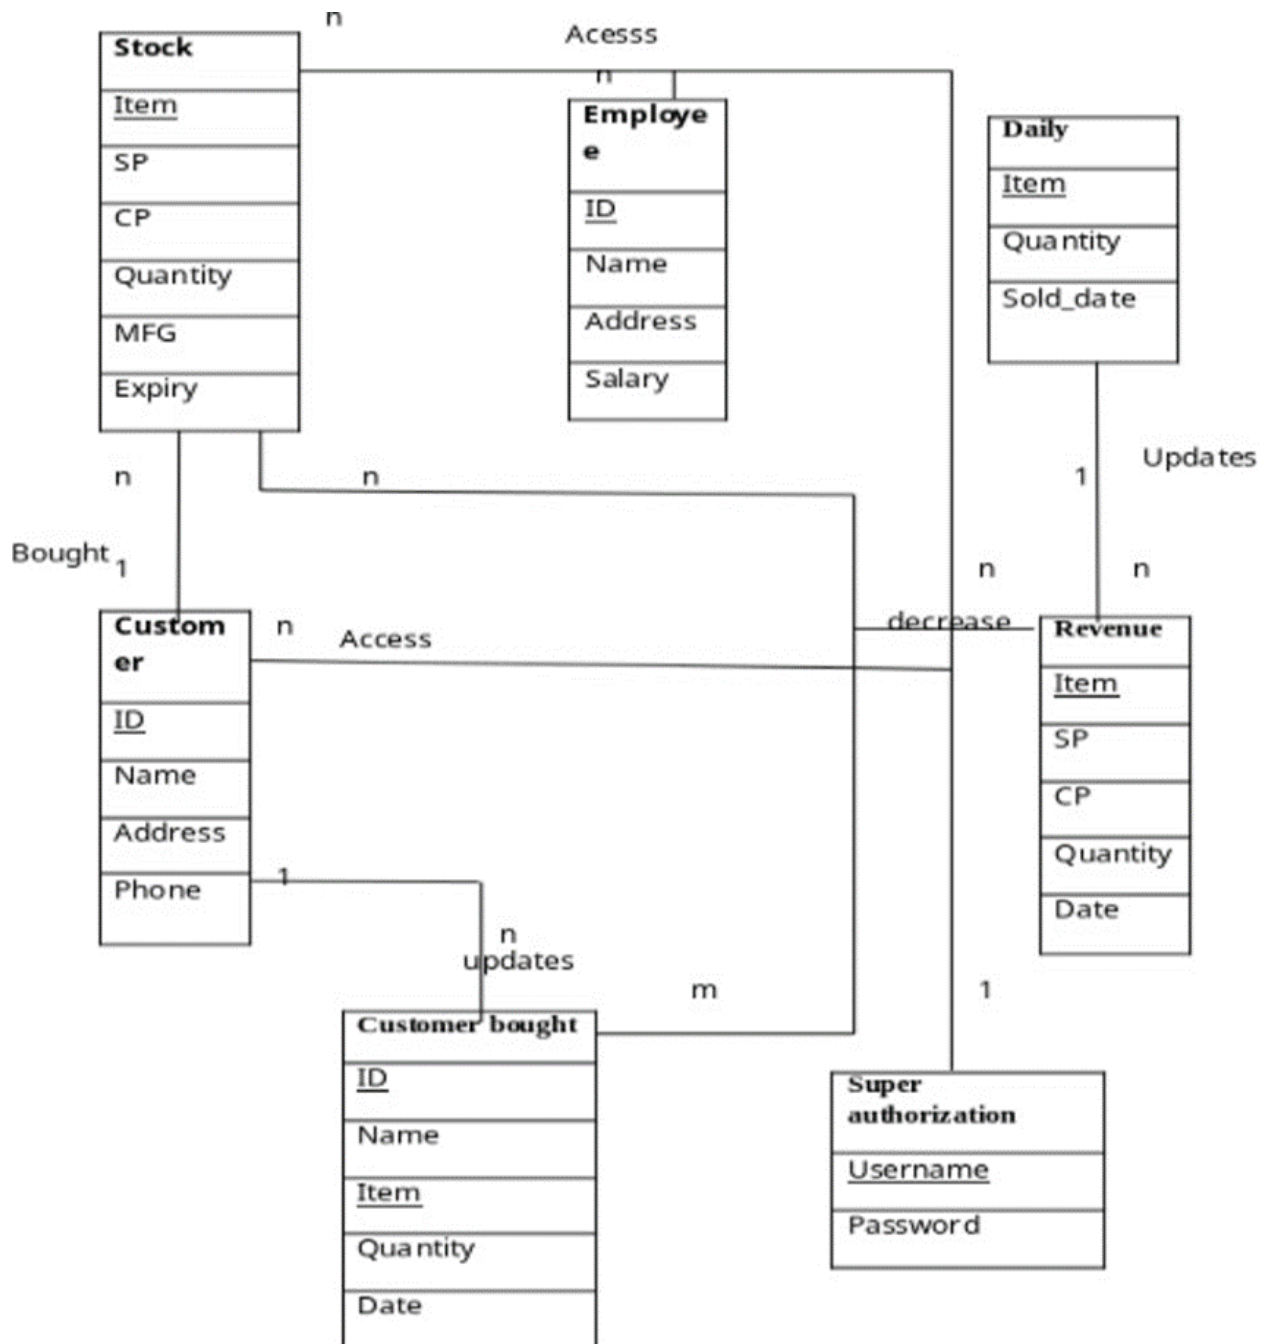 n
Acesss
Stock
Item
SP
CP
Quantity
MFG
Expiry
n
Employe
e
ID
Name
Address
Salary
Daily
Item
Quantity
Sold_date
n
n
1
Updates
Bought
1
n
n
Custom
er
ID
Name
Address
Phone
n
Access
decrease
Revenue
Item
SP
CP
Quantity
Date
1
n
updates
m
1
Customer bought
ID
Name
Item
Quantity
Date
Super
authorization
Username
Password